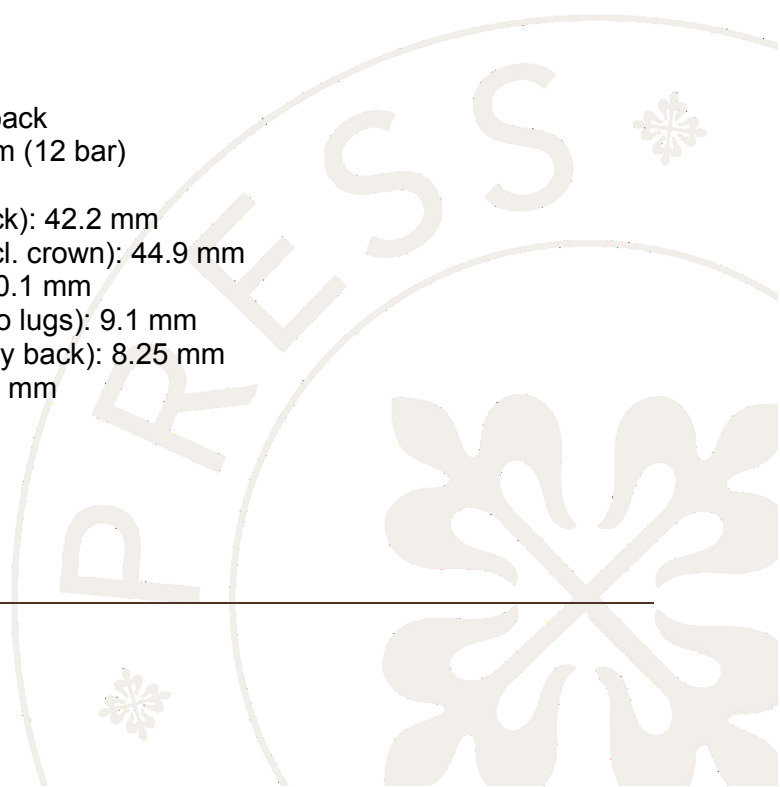 back
m (12 bar)
ck): 42.2 mm
cl. crown): 44.9 mm
0.1 mm
o lugs): 9.1 mm
y back): 8.25 mm
mm
PRESS